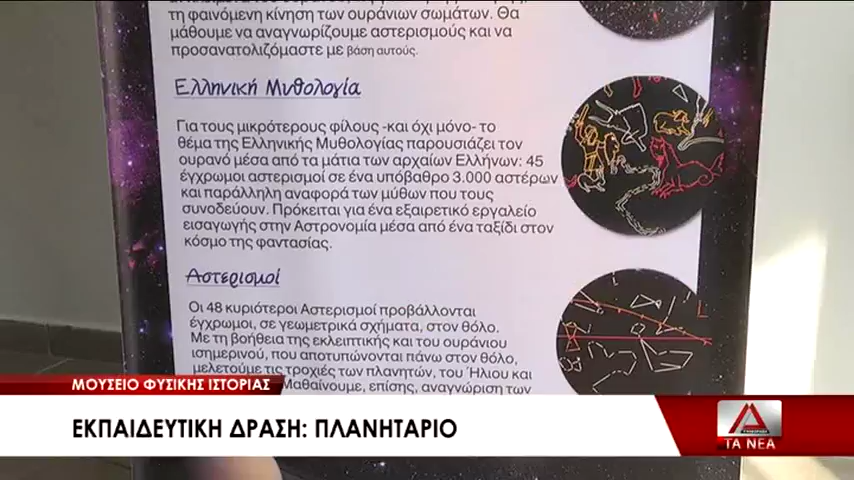 τη φαινόμενη κίνηση των ουράνιων σωμάτων. Θα
μάθουμε να αναγνωρίζουμε αστερισμούς και να
προσανατολιζόμαστε με βάση αυτούς.
Ελληνική Μυθολογία
Για τους μικρότερους φίλους -και όχι μόνο- το
θέμα της Ελληνικής Μυθολογίας παρουσιάζει τον
ουρανό μέσα από τα μάτια των αρχαίων Ελλήνων: 45
έγχρωμοι αστερισμοί σε ένα υπόβαθρο 3.000 αστέρων
και παράλληλη αναφορά των μύθων που τους
συνοδεύουν. Πρόκειται για ένα εξαιρετικό εργαλείο
εισαγωγής στην Αστρονομία μέσα από ένα ταξίδι στον
κόσμο της φαντασίας.
Αστερισμοί
Οι 48 κυριότεροι Αστερισμοί προβάλλονται
έγχρωμοι, σε γεωμετρικά σχήματα, στον θόλο.
Με τη βοήθεια της εκλειπτικής και του ουράνιου
ισημερινού, που αποτυπώνονται πάνω στον θόλο,
μελετούμε τις τροχιές των πλανητών, του Ήλιου και
Μαθαίνουμε, επίσης, αναγνώριση των
ΜΟΥΣΕΙΟ ΦΥΣΙΚΗΣ ΙΣΤΟΡΙΑΣ
ΕΚΠΑΙΔΕΥΤΙΚΗ ΔΡΑΣΗ: ΠΛΑΝΗΤΑΡΙΟ
ΤΑ ΝΕΑ